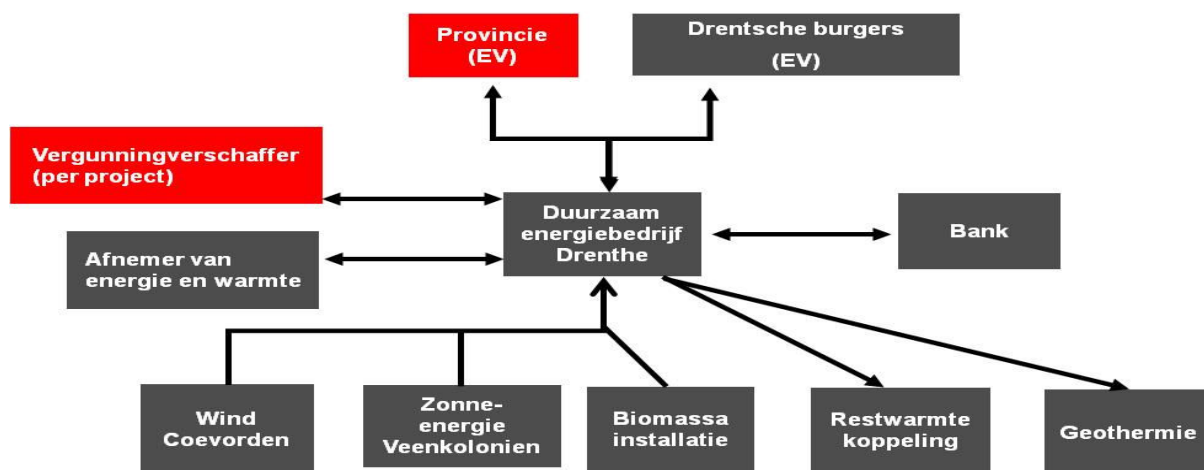 Provincie
(EV)
Drentsche burgers
(EV)
Vergunningverschaffer
(per project)
Duurzaam
energiebedrijf
Drenthe
Bank
Afnemer van
energie en warmte
Wind
Coevorden
Zonne-
energie
Veenkolonien
Biomassa
installatie
Restwarmte
koppeling
Geothermie